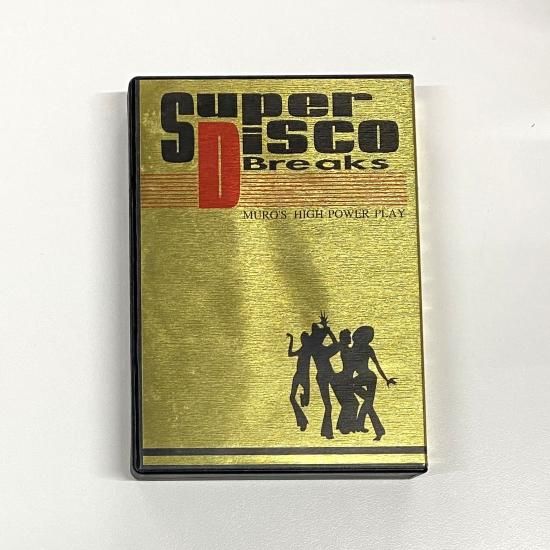 Super
Disco
Breaks
MURO'S HIGH POWER PLAY